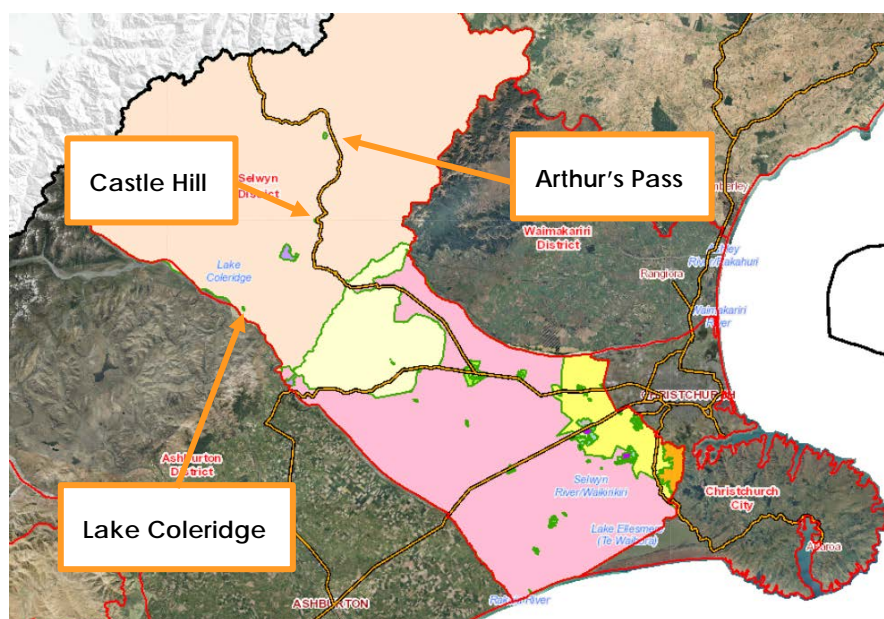 Castle Hill
Arthur's Pass
Selwyn
District
Waimakariri
District
Lake
Coleridge
Rangiora
Waimakariri
River
CHRISTCHURCH
Ashburton
District
Lake Coleridge
Selwyn
River/Waikirikiri
Christchurch
City
Lake Ellesmere
(Te Waihora)
Akaroa
ASHBURTON
River